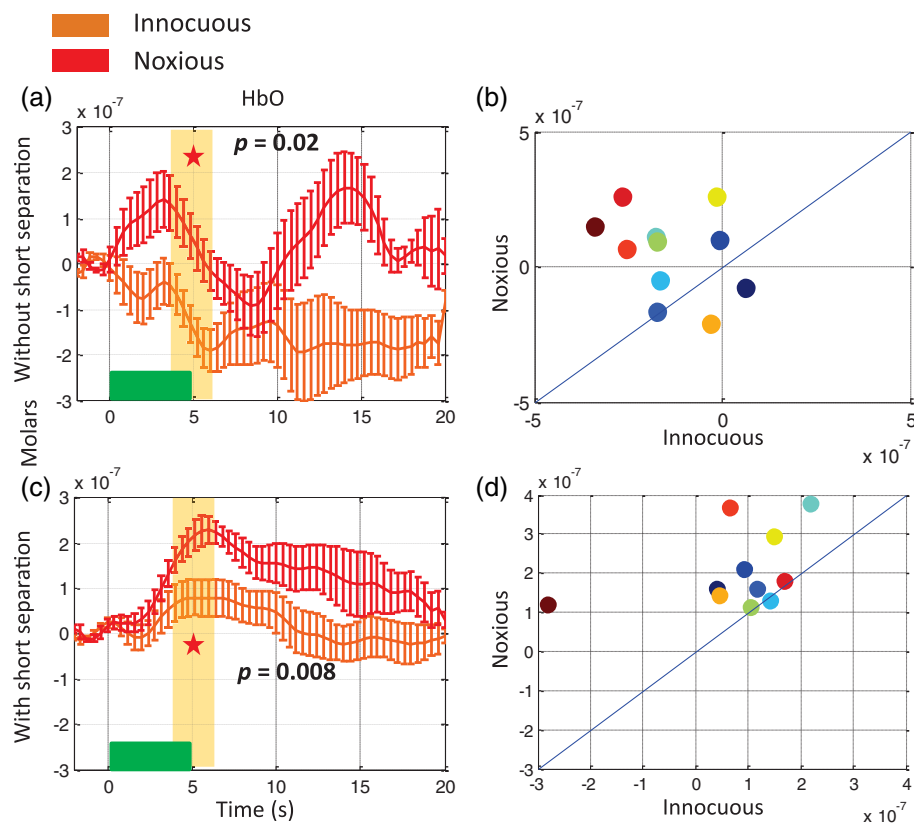 Innocuous
Noxious
(a)
HbO
(b)
x 10^-7
3
2
1
0
-1
-2
-3
0
5
10
15
20
p = 0.02
Without short separation
x 10^-7
5
0
-5
-5
0
5
Noxious
Innocuous
x 10^-7
Molars
(c)
x 10^-7
3
2
1
0
-1
-2
-3
0
5
10
15
20
p = 0.008
With short separation
Time (s)
(d)
x 10^-7
4
3
2
1
0
-1
-2
-3
-3
-2
-1
0
1
2
3
4
Noxious
Innocuous
x 10^-7